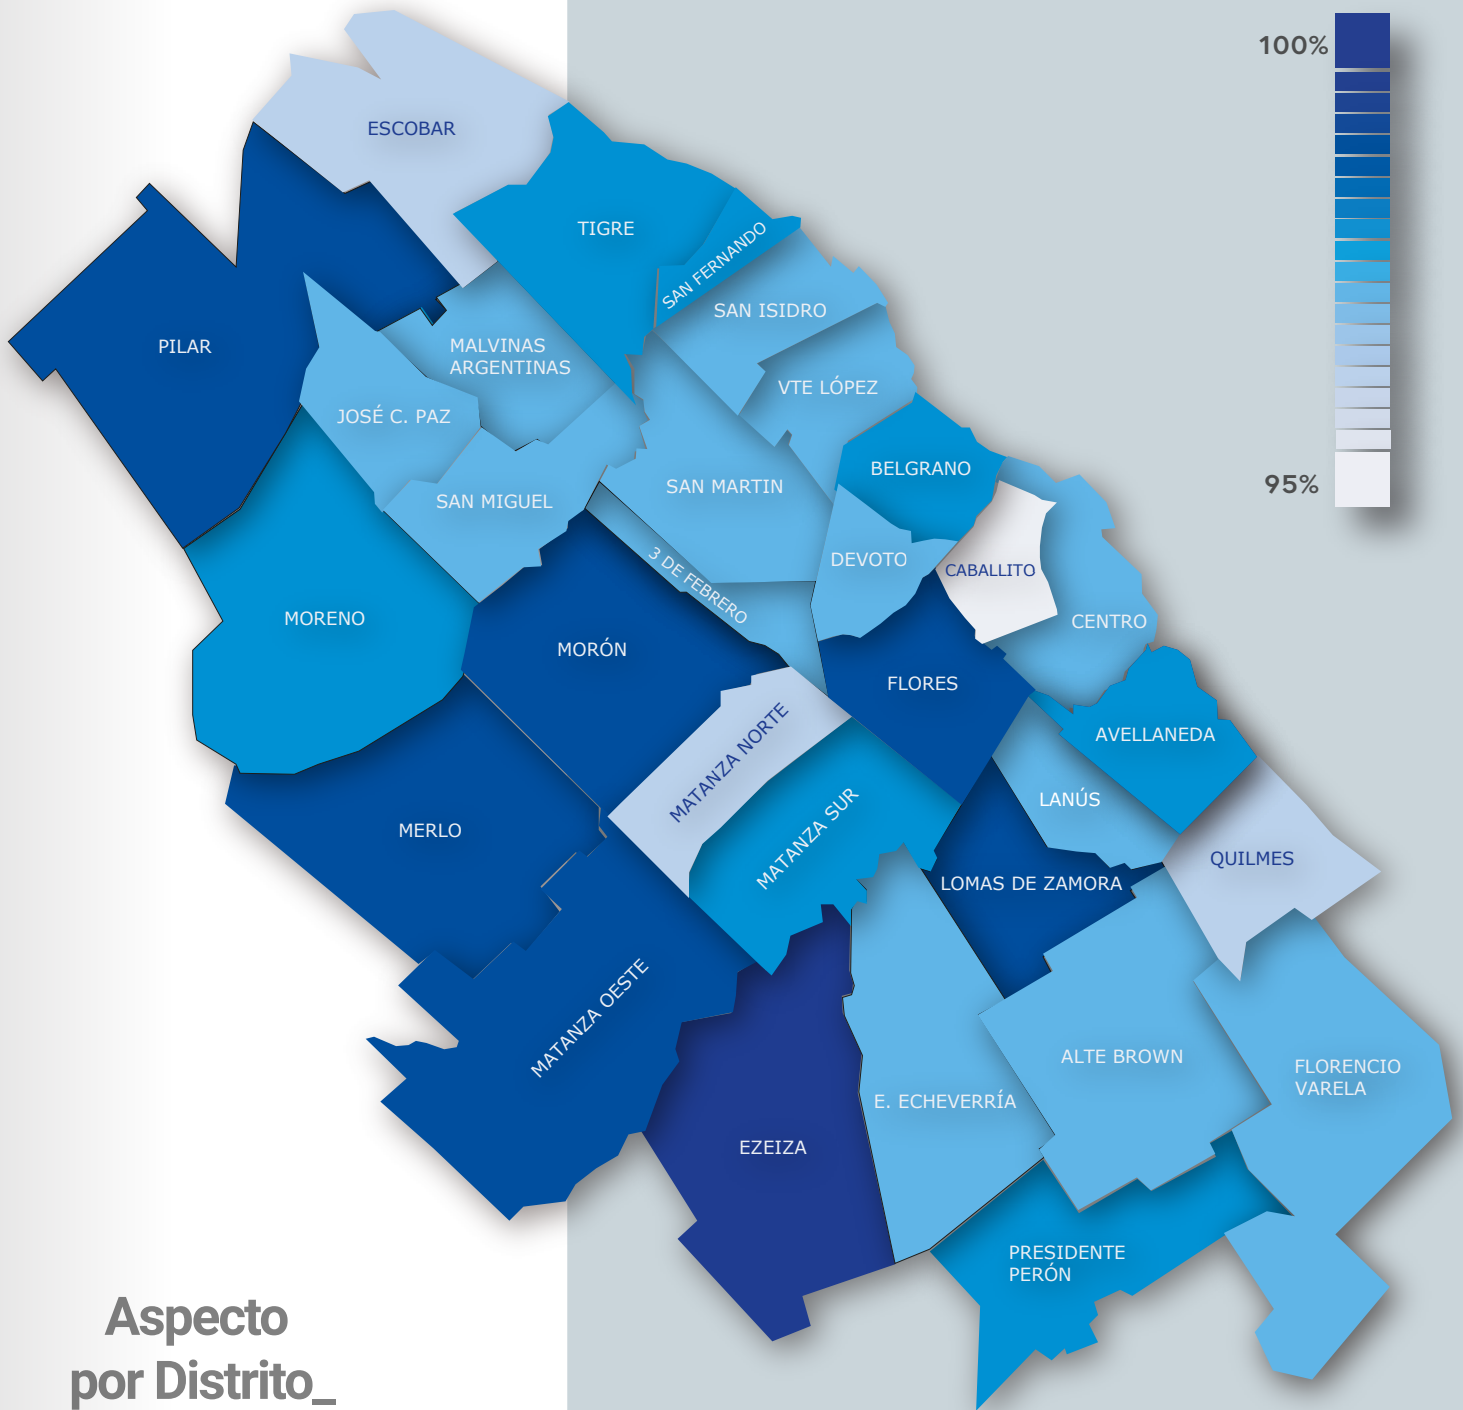 100%
ESCOBAR
TIGRE
SAN FERNANDO
SAN ISIDRO
PILAR
MALVINAS
ARGENTINAS
VTE LÓPEZ
JOSÉ C. PAZ
BELGRANO
95%
SAN MARTIN
SAN MIGUEL
DEVOTO
CABALLITO
3 DE FEBRERO
MORENO
CENTRO
MORÓN
FLORES
AVELLANEDA
MATANZA NORTE
LANÚS
MERLO
MATANZA SUR
QUILMES
LOMAS DE ZAMORA
MATANZA OESTE
ALTE BROWN
FLORENCIO
VARELA
E. ECHEVERRÍA
EZEIZA
PRESIDENTE
PERÓN
Aspecto
por Distrito_